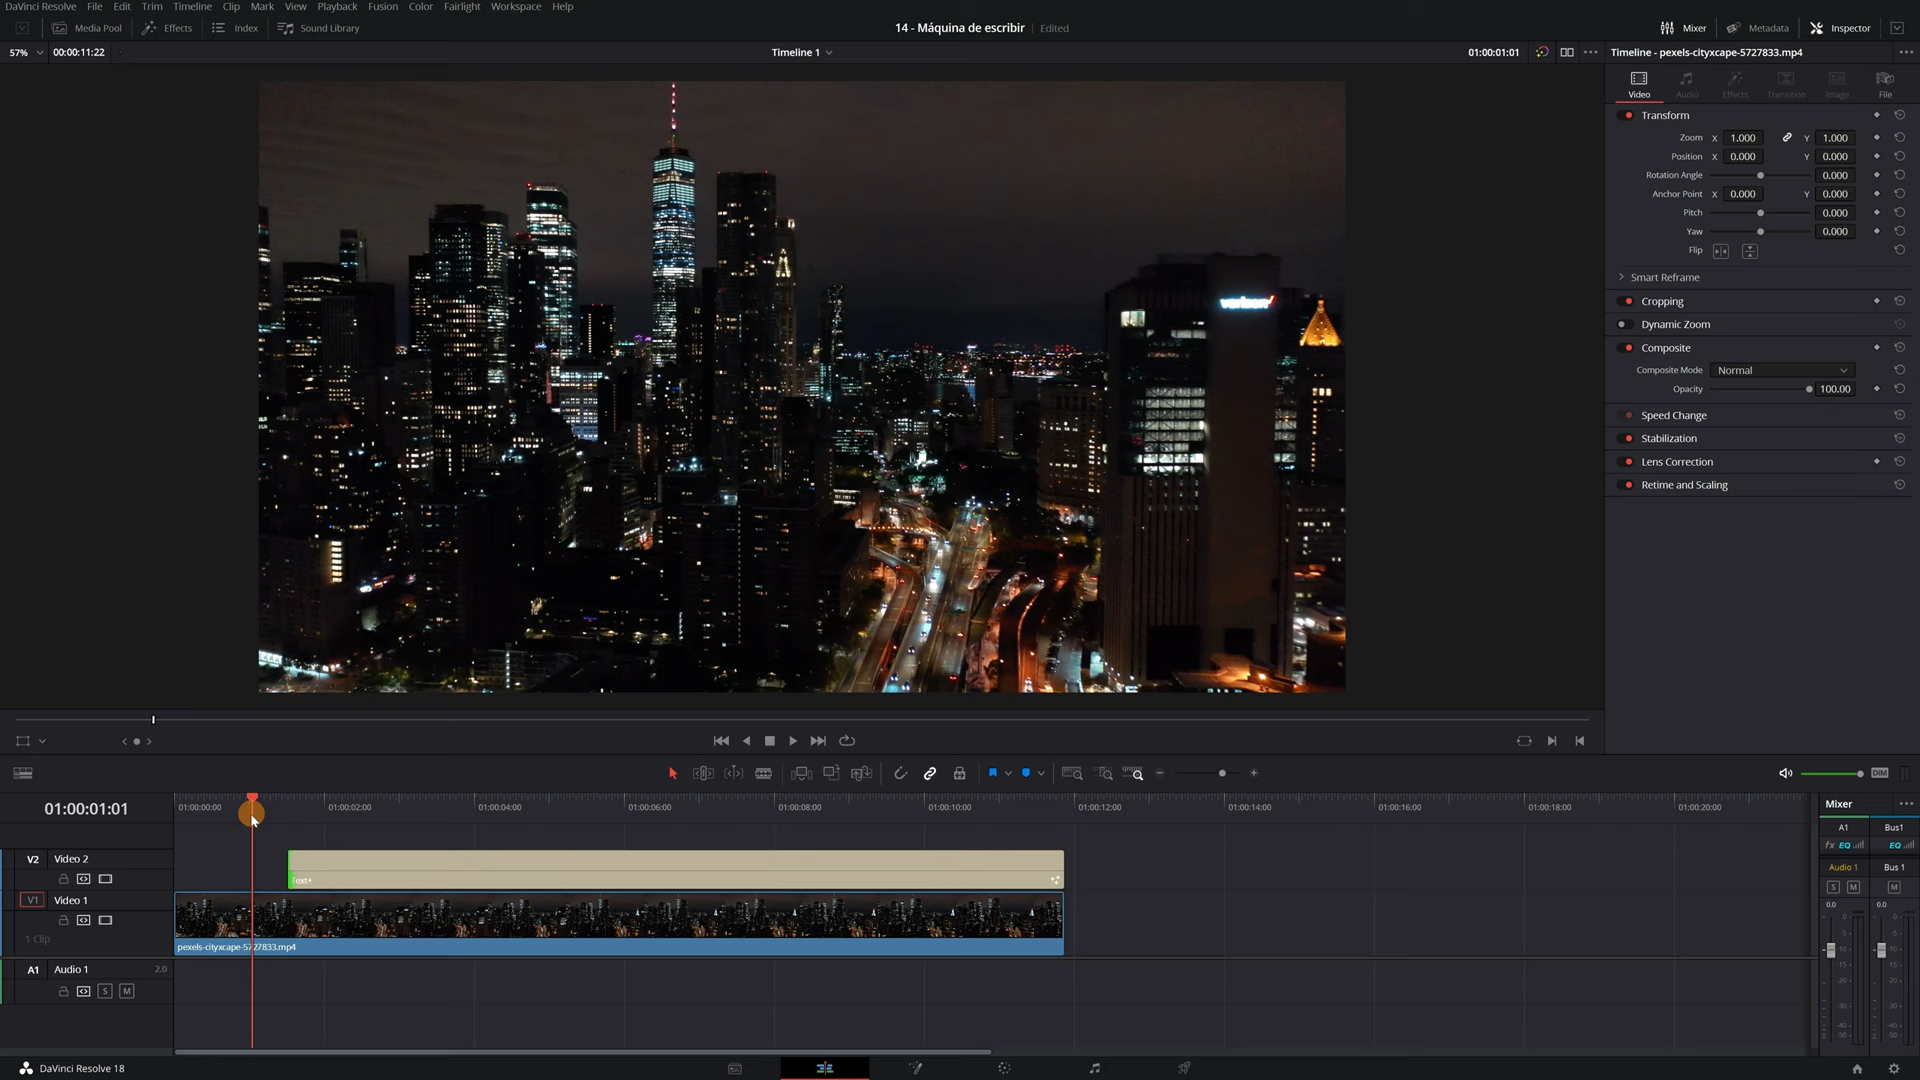 DaVinci Resolve File Edit Trim Timeline Clip Mark View Playback Fusion Color Fairlight Workspace Help
Media Pool Effects Index Sound Library 14 - Máquina de escribir Edited Mixer Metadata Inspector
57% 00:00:11:22 Timeline 1 01:00:01:01 Timeline - pexels-cityxcape-5727833.mp4
Video Audio Effects Transition Image File
Transform
Zoom X 1.000 Y 1.000
Position X 0.000 Y 0.000
Rotation Angle 0.000
Anchor Point X 0.000 Y 0.000
Pitch 0.000
Yaw 0.000
Flip
Smart Reframe
Cropping
Dynamic Zoom
Composite
Composite Mode Normal
Opacity 100.00
Speed Change
Stabilization
Lens Correction
Retime and Scaling
verizon
DIM
01:00:01:01
01:00:00:00 01:00:02:00 01:00:04:00 01:00:06:00 01:00:08:00 01:00:10:00 01:00:12:00 01:00:14:00 01:00:16:00 01:00:18:00 01:00:20:00
Mixer
A1 Bus1
fx EQ EQ
Audio 1 Bus 1
S M M
0.0 0.0
V2 Video 2
Text+
V1 Video 1
1 Clip
pexels-cityxcape-5727833.mp4
A1 Audio 1 2.0
S M
DaVinci Resolve 18